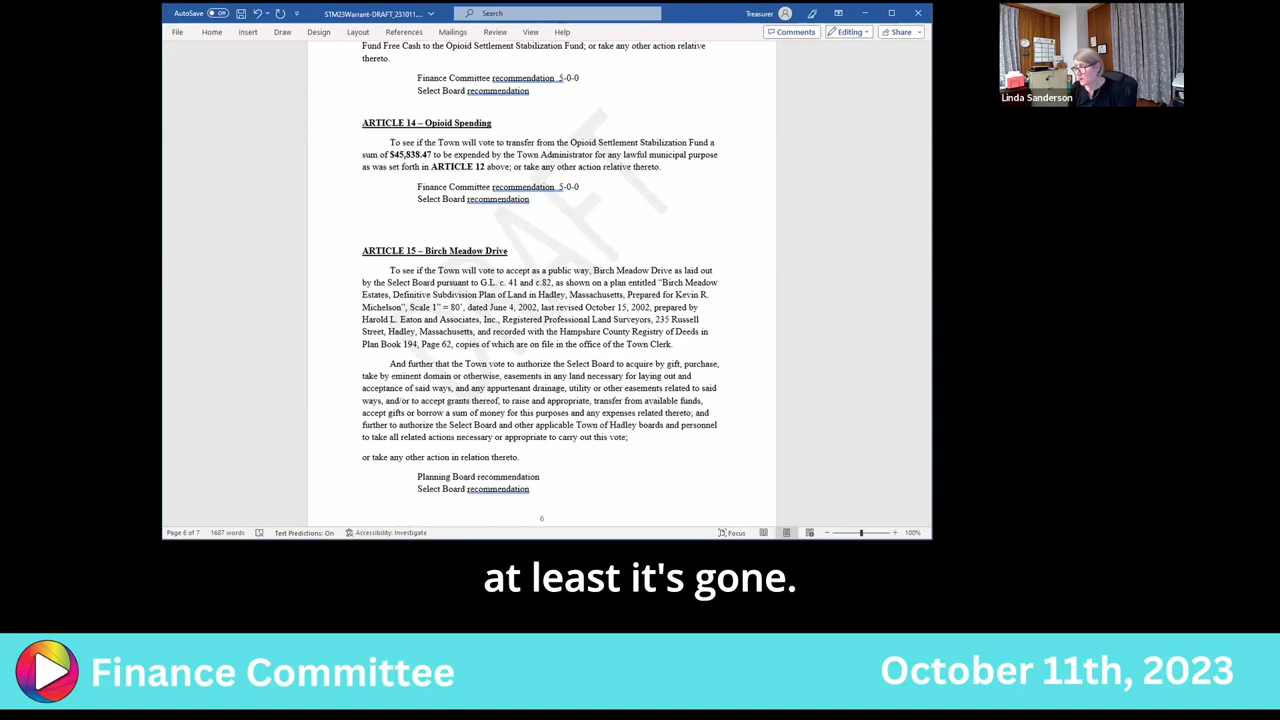 AutoSave Off STM23Warrant-DRAFT_231011.... Search Treasurer
File Home Insert Draw Design Layout References Mailings Review View Help Comments Editing Share
Fund Free Cash to the Opioid Settlement Stabilization Fund; or take any other action relative
thereto.
Finance Committee recommendation 5-0-0
Select Board recommendation
Linda Sanderson
ARTICLE 14 – Opioid Spending
To see if the Town will vote to transfer from the Opioid Settlement Stabilization Fund a
sum of $45,838.47 to be expended by the Town Administrator for any lawful municipal purpose
as was set forth in ARTICLE 12 above; or take any other action relative thereto.
Finance Committee recommendation 5-0-0
Select Board recommendation
DRAFT
ARTICLE 15 – Birch Meadow Drive
To see if the Town will vote to accept as a public way, Birch Meadow Drive as laid out
by the Select Board pursuant to G.L. c. 41 and c.82, as shown on a plan entitled “Birch Meadow
Estates, Definitive Subdivision Plan of Land in Hadley, Massachusetts, Prepared for Kevin R.
Michelson”, Scale 1” = 80’, dated June 4, 2002, last revised October 15, 2002, prepared by
Harold L. Eaton and Associates, Inc., Registered Professional Land Surveyors, 235 Russell
Street, Hadley, Massachusetts, and recorded with the Hampshire County Registry of Deeds in
Plan Book 194, Page 62, copies of which are on file in the office of the Town Clerk.
And further that the Town vote to authorize the Select Board to acquire by gift, purchase,
take by eminent domain or otherwise, easements in any land necessary for laying out and
acceptance of said ways, and any appurtenant drainage, utility or other easements related to said
ways, and/or to accept grants thereof, to raise and appropriate, transfer from available funds,
accept gifts or borrow a sum of money for this purposes and any expenses related thereto; and
further to authorize the Select Board and other applicable Town of Hadley boards and personnel
to take all related actions necessary or appropriate to carry out this vote;
or take any other action in relation thereto.
Planning Board recommendation
Select Board recommendation
6
Page 6 of 7 1687 words Text Predictions: On Accessibility: Investigate Focus 100%
at least it's gone.
Finance Committee
October 11th, 2023